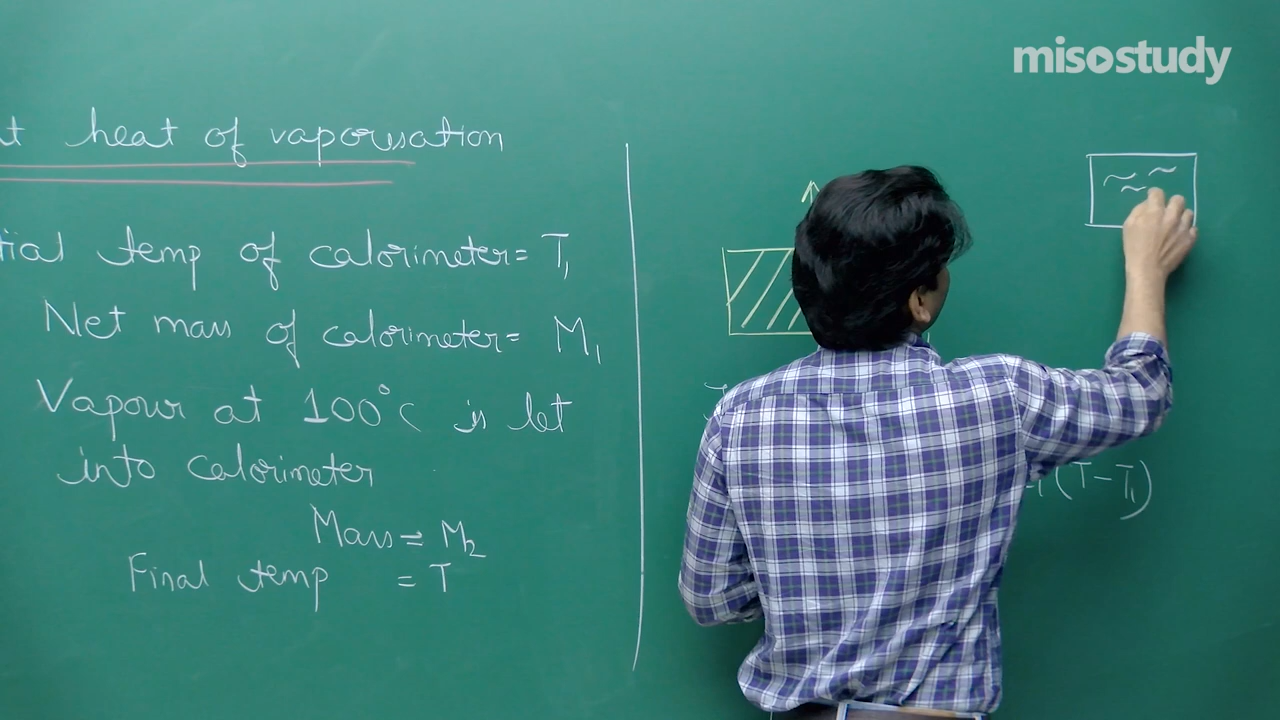 misostudy
heat of vaporisation
temp of calorimeter = T₁
Net mass of calorimeter = M₁
Vapour at 100°C is let
into calorimeter
Mass = M₂
Final temp = T
(T-T₁)